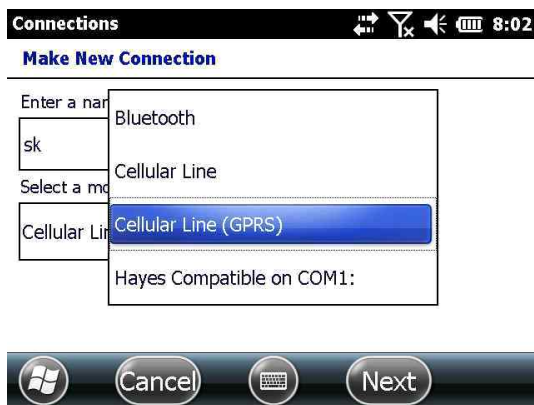 Connections 8:02
Make New Connection
Enter a nar
sk
Select a mo
Cellular Lir
Bluetooth
Cellular Line
Cellular Line (GPRS)
Hayes Compatible on COM1:
Cancel Next